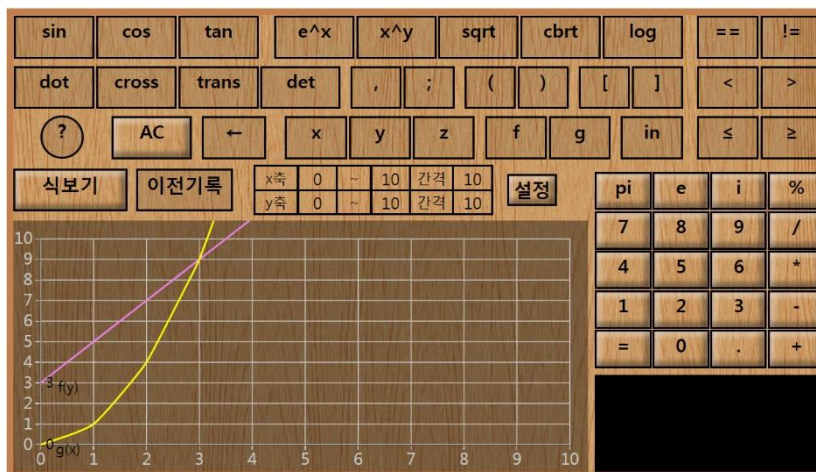 sin cos tan e^x x^y sqrt cbrt log == !=
dot cross trans det , ; ( ) [ ] < >
? AC ← x y z f g in ≤ ≥
식보기 이전기록 x축 0 ~ 10 간격 10 설정
y축 0 ~ 10 간격 10
pi e i %
7 8 9 /
4 5 6 *
1 2 3 -
= 0 . +
10
9
8
7
6
5
4
3 3 f(y)
2
1
0 0 g(x)
0 1 2 3 4 5 6 7 8 9 10